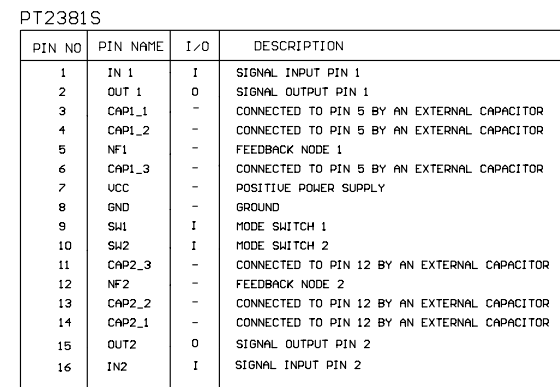 PT2381S
PIN NO PIN NAME I/O DESCRIPTION
1 IN 1 I SIGNAL INPUT PIN 1
2 OUT 1 O SIGNAL OUTPUT PIN 1
3 CAP1_1 - CONNECTED TO PIN 5 BY AN EXTERNAL CAPACITOR
4 CAP1_2 - CONNECTED TO PIN 5 BY AN EXTERNAL CAPACITOR
5 NF1 - FEEDBACK NODE 1
6 CAP1_3 - CONNECTED TO PIN 5 BY AN EXTERNAL CAPACITOR
7 VCC - POSITIVE POWER SUPPLY
8 GND - GROUND
9 SW1 I MODE SWITCH 1
10 SW2 I MODE SWITCH 2
11 CAP2_3 - CONNECTED TO PIN 12 BY AN EXTERNAL CAPACITOR
12 NF2 - FEEDBACK NODE 2
13 CAP2_2 - CONNECTED TO PIN 12 BY AN EXTERNAL CAPACITOR
14 CAP2_1 - CONNECTED TO PIN 12 BY AN EXTERNAL CAPACITOR
15 OUT2 O SIGNAL OUTPUT PIN 2
16 IN2 I SIGNAL INPUT PIN 2